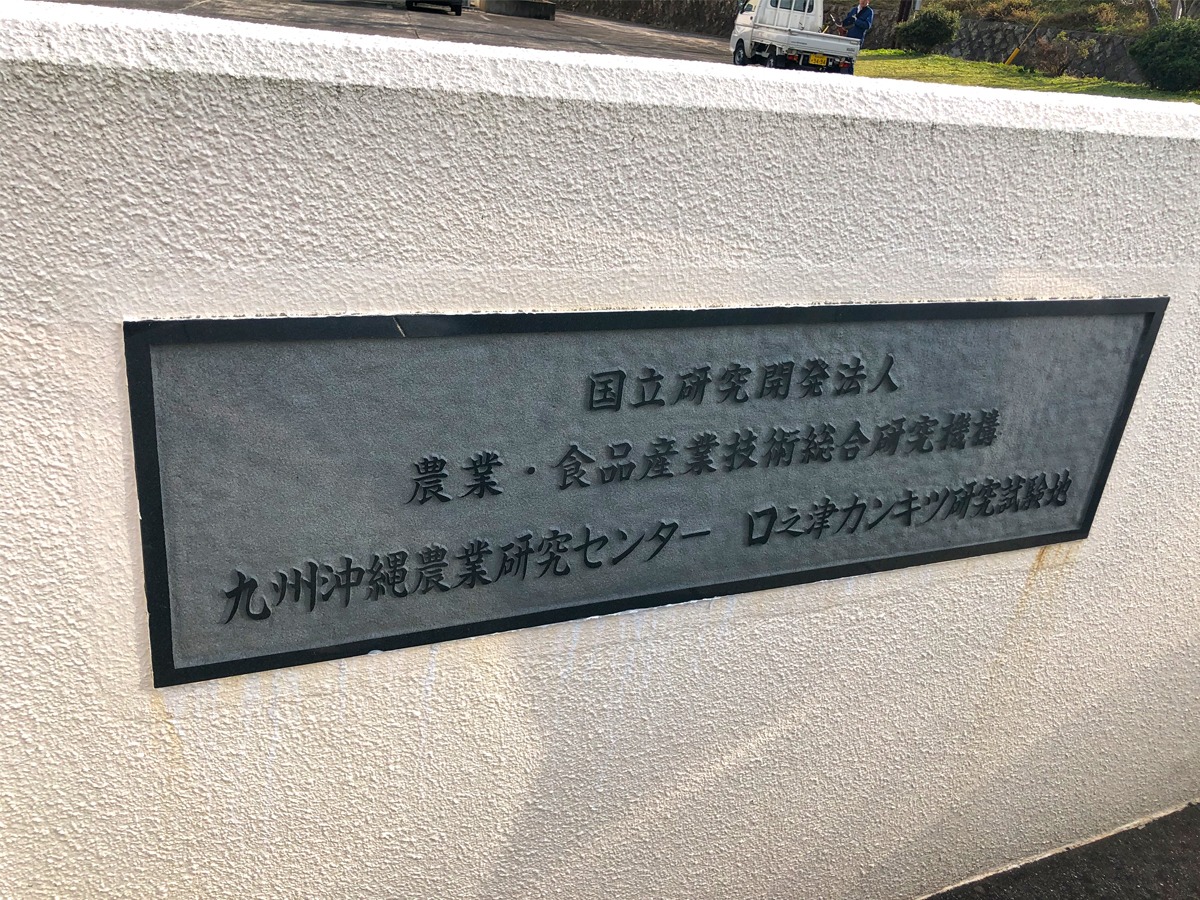 国立研究開発法人
農業・食品産業技術総合研究機構
九州沖縄農業研究センター 口之津カンキツ研究試験地